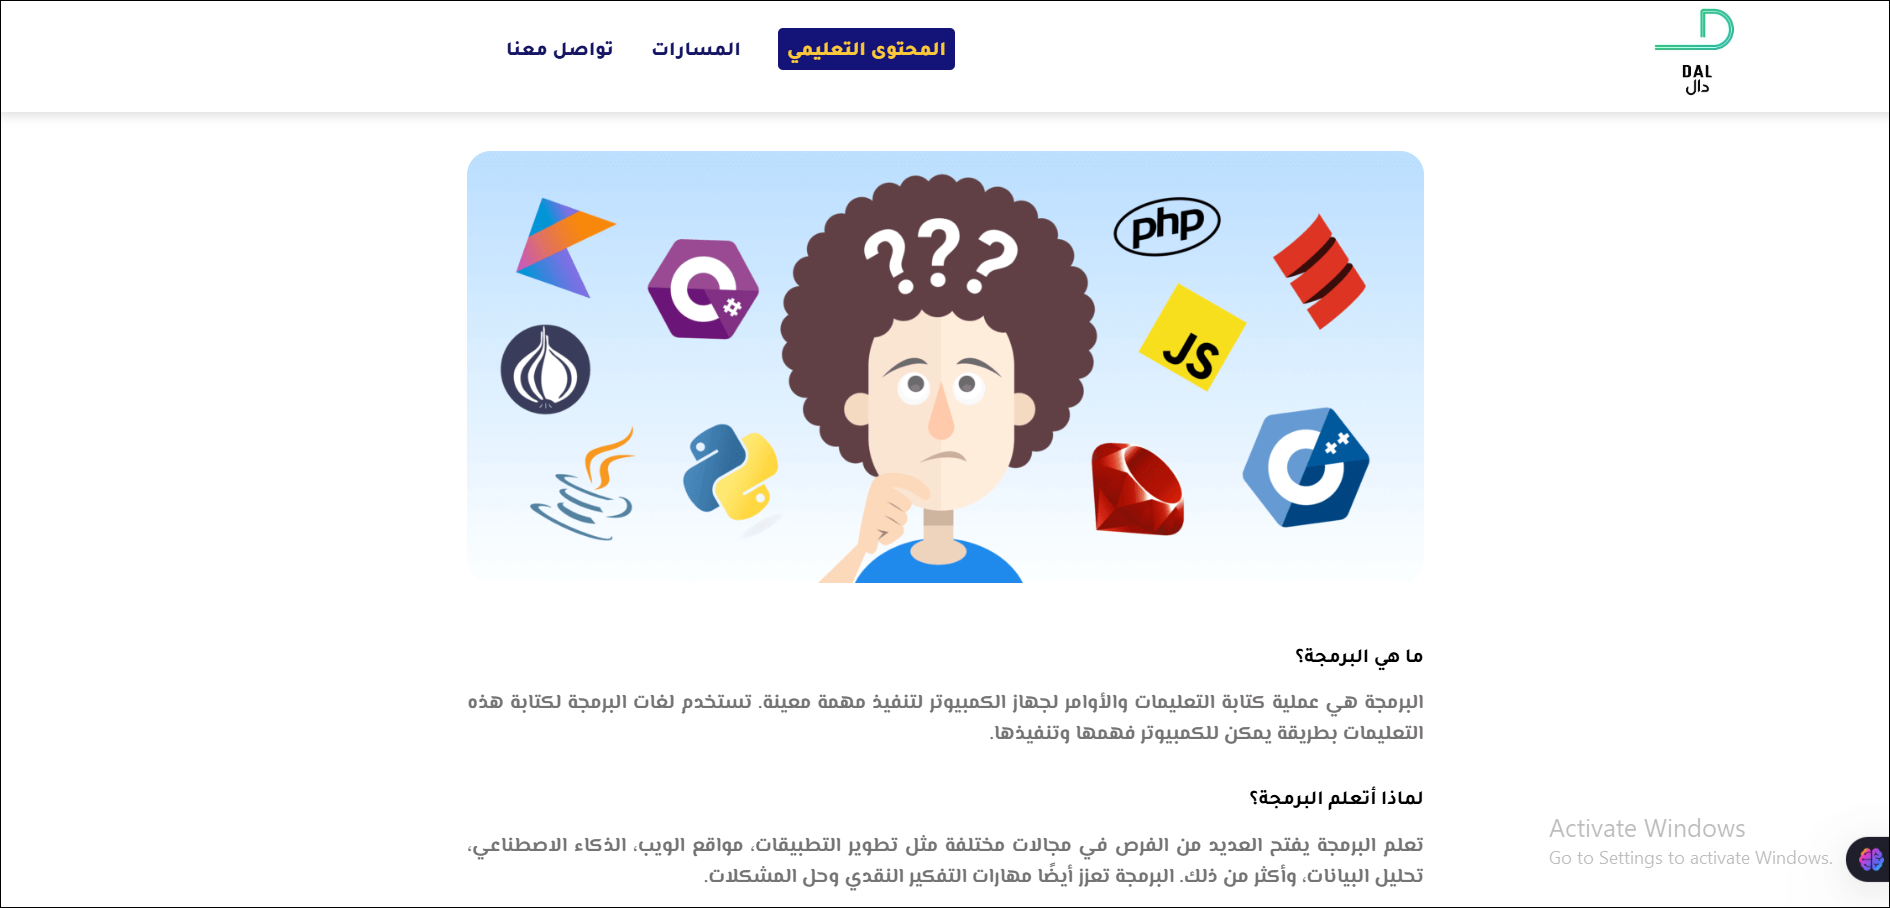 DAL
دال
المحتوى التعليمي
المسارات
تواصل معنا
???
php
JS
ما هي البرمجة؟
البرمجة هي عملية كتابة التعليمات والأوامر لجهاز الكمبيوتر لتنفيذ مهمة معينة. تستخدم لغات البرمجة لكتابة هذه
التعليمات بطريقة يمكن للكمبيوتر فهمها وتنفيذها.
لماذا أتعلم البرمجة؟
تعلم البرمجة يفتح العديد من الفرص في مجالات مختلفة مثل تطوير التطبيقات، مواقع الويب، الذكاء الاصطناعي،
تحليل البيانات، وأكثر من ذلك. البرمجة تعزز أيضًا مهارات التفكير النقدي وحل المشكلات.
Activate Windows
Go to Settings to activate Windows.